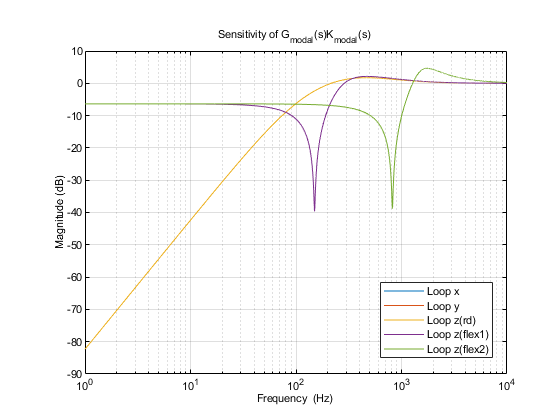 Sensitivity of G_modal(s)K_modal(s)
Magnitude (dB)
10
0
-10
-20
-30
-40
-50
-60
-70
-80
-90
Loop x
Loop y
Loop z(rd)
Loop z(flex1)
Loop z(flex2)
10^0
10^1
10^2
10^3
10^4
Frequency (Hz)